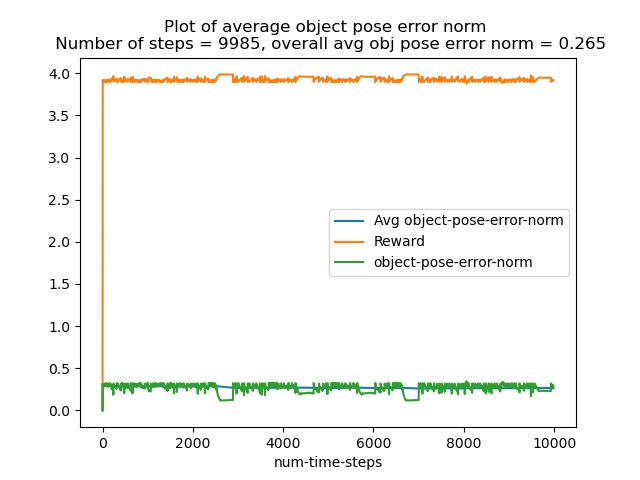 Plot of average object pose error norm
Number of steps = 9985, overall avg obj pose error norm = 0.265
4.0
3.5
3.0
2.5
2.0
1.5
1.0
0.5
0.0
Avg object-pose-error-norm
Reward
object-pose-error-norm
0 2000 4000 6000 8000 10000
num-time-steps